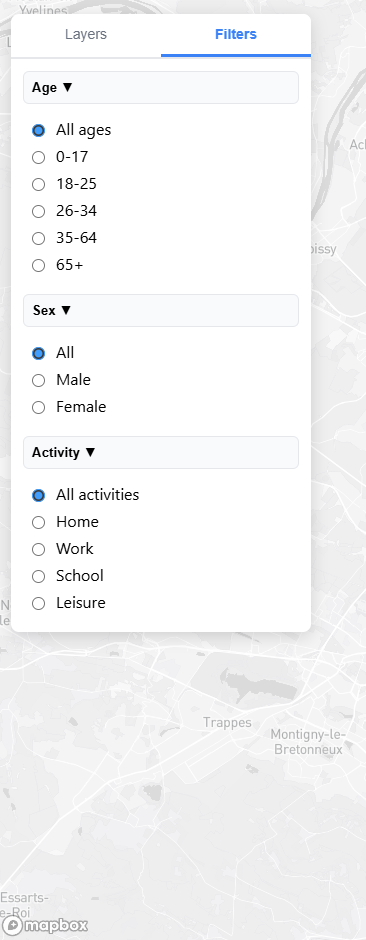 Yvelines
Layers
Filters
Age ▼
All ages
0-17
18-25
26-34
35-64
65+
Sex ▼
All
Male
Female
Activity ▼
All activities
Home
Work
School
Leisure
Trappes
Montigny-le-
Bretonneux
Essarts-
le-Roi
mapbox